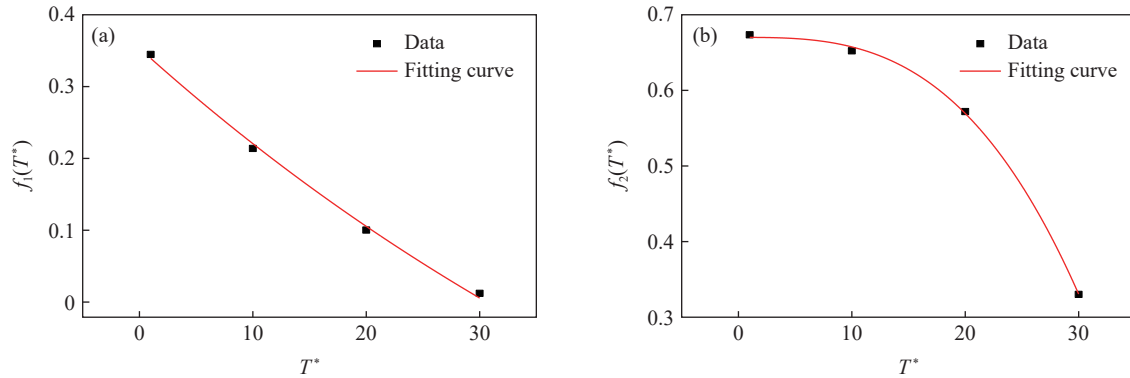 (a)
Data
Fitting curve
0.4
0.3
0.2
0.1
0
f₁(T*)
0
10
20
30
T*
(b)
Data
Fitting curve
0.7
0.6
0.5
0.4
0.3
f₂(T*)
0
10
20
30
T*